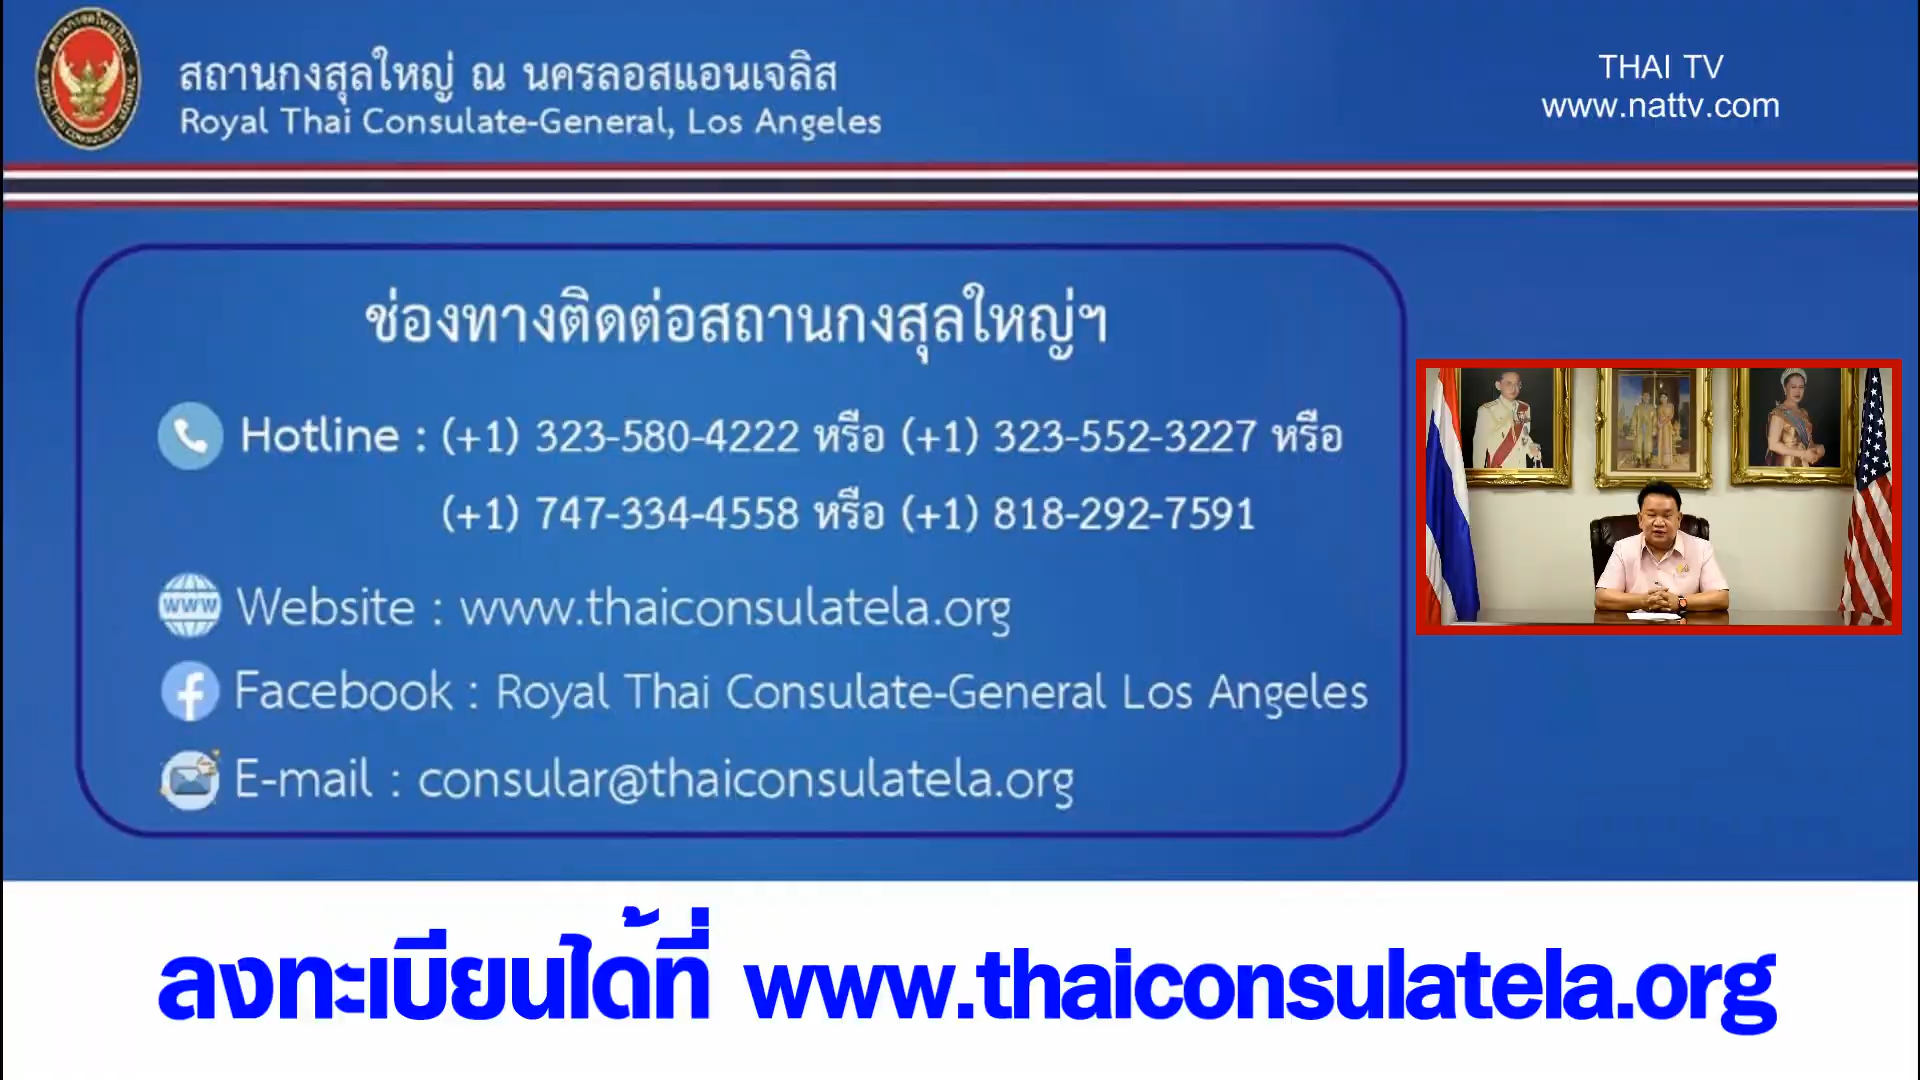 สถานกงสุลใหญ่ ณ นครลอสแอนเจลิส
Royal Thai Consulate-General, Los Angeles
THAI TV
www.nattv.com
ช่องทางติดต่อสถานกงสุลใหญ่ฯ
Hotline : (+1) 323-580-4222 หรือ (+1) 323-552-3227 หรือ
(+1) 747-334-4558 หรือ (+1) 818-292-7591
www Website : www.thaiconsulatela.org
Facebook : Royal Thai Consulate-General Los Angeles
E-mail : consular@thaiconsulatela.org
ลงทะเบียนได้ที่ www.thaiconsulatela.org